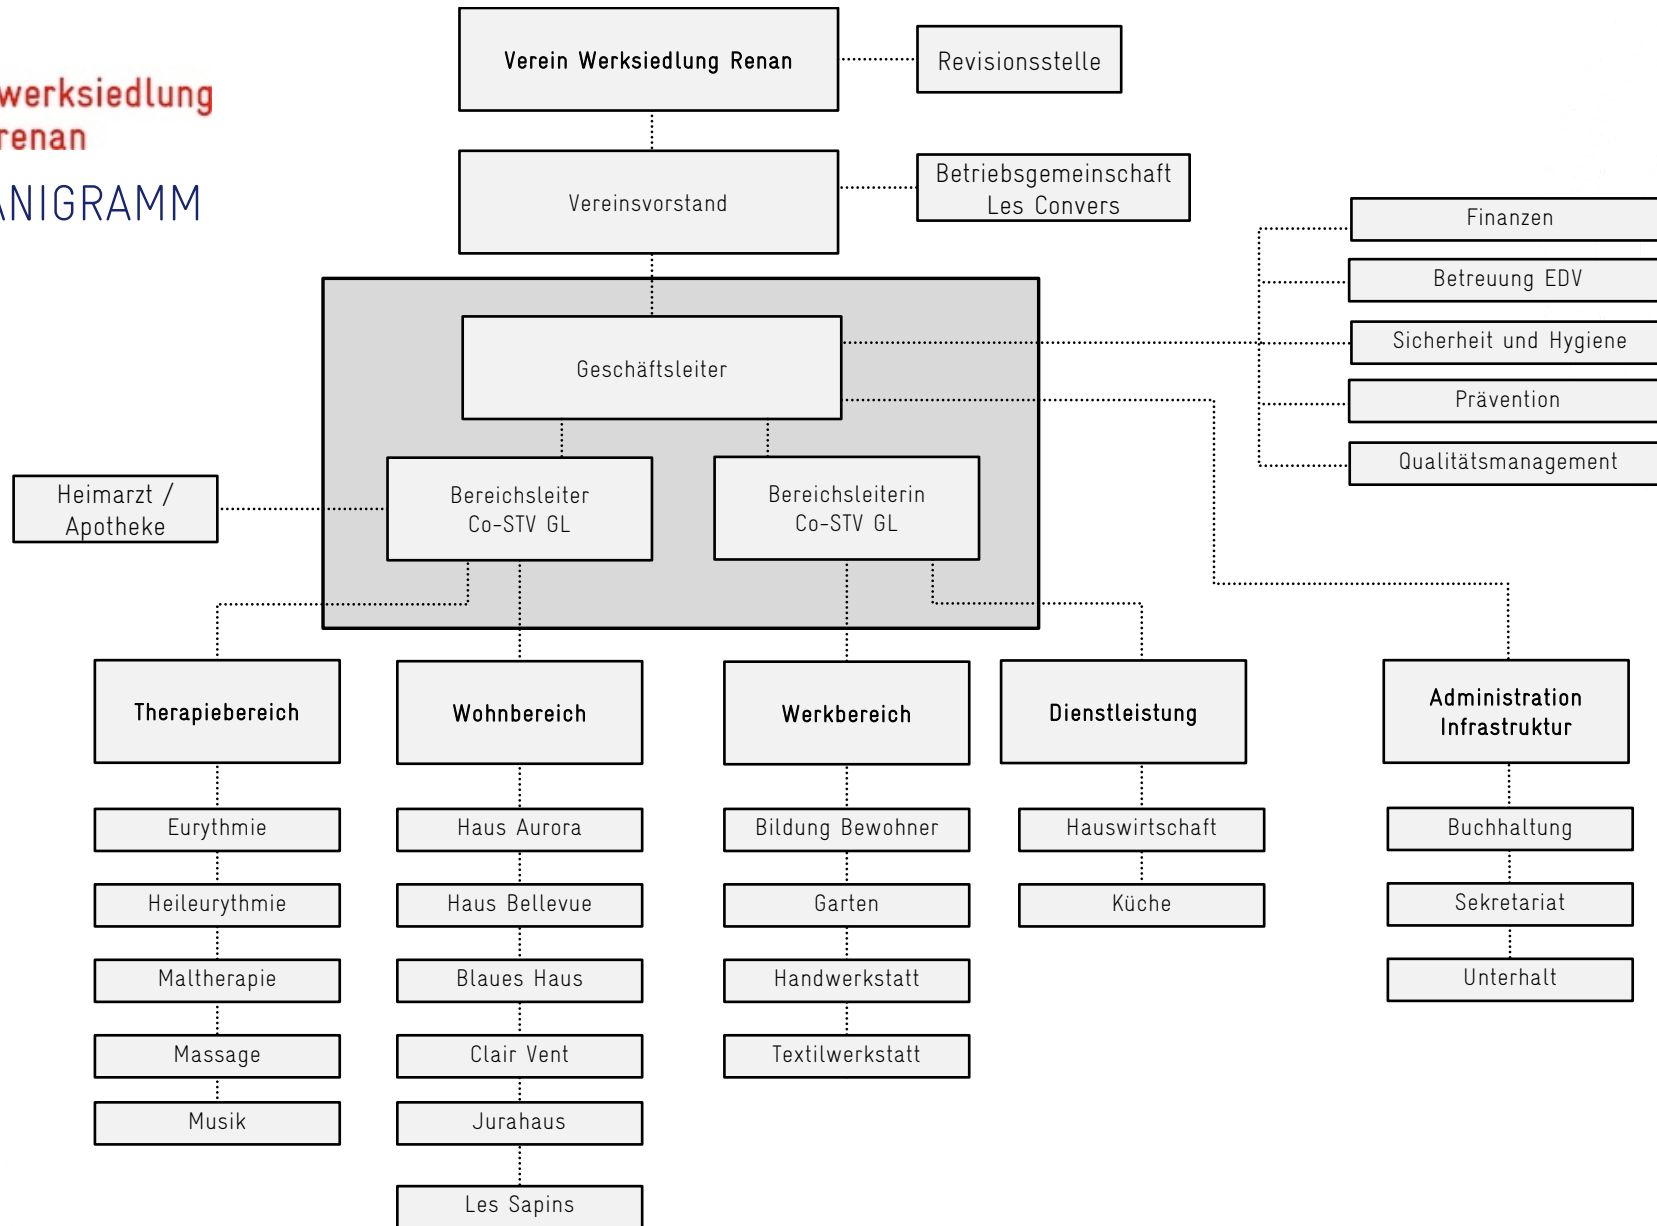 werksiedlung
renan
ANIGRAMM
Verein Werksiedlung Renan
Revisionsstelle
Vereinsvorstand
Betriebsgemeinschaft
Les Convers
Finanzen
Betreuung EDV
Sicherheit und Hygiene
Prävention
Qualitätsmanagement
Geschäftsleiter
Heimarzt /
Apotheke
Bereichsleiter
Co-STV GL
Bereichsleiterin
Co-STV GL
Therapiebereich
Eurythmie
Heileurythmie
Maltherapie
Massage
Musik
Wohnbereich
Haus Aurora
Haus Bellevue
Blaues Haus
Clair Vent
Jurahaus
Les Sapins
Werkbereich
Bildung Bewohner
Garten
Handwerkstatt
Textilwerkstatt
Dienstleistung
Hauswirtschaft
Küche
Administration
Infrastruktur
Buchhaltung
Sekretariat
Unterhalt